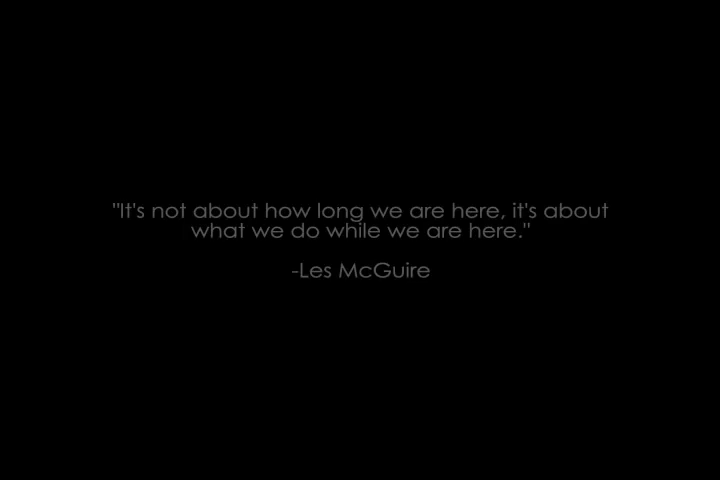 "It's not about how long we are here, it's about
what we do while we are here."
-Les McGuire